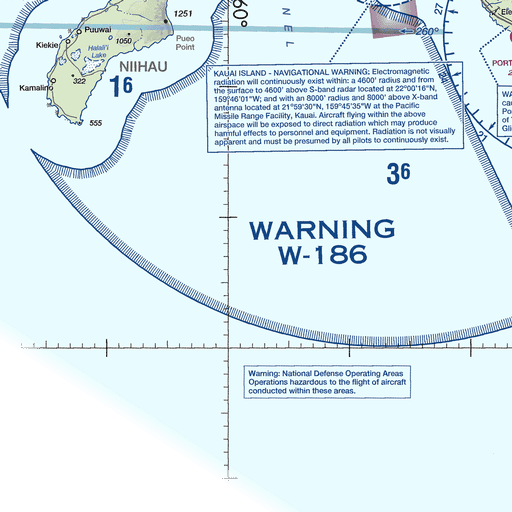 1251
Puuwai
Kiekie
Halali'i
Lake
1050
Pueo
Point
322
NIIHAU
Kamalino
16
555
60
N E L
260°
Ele
PORT
KAUAI ISLAND - NAVIGATIONAL WARNING: Electromagnetic
radiation will continuously exist within: a 4600' radius and from
the surface to 4600' above S-band radar located at 22°00'16"N,
159°46'01"W; and with an 8000' radius and 8000' above X-band
antenna located at 21°59'30"N, 159°45'35"W at the Pacific
Missile Range Facility, Kauai. Aircraft flying within the above
airspace will be exposed to direct radiation which may produce
harmful effects to personnel and equipment. Radiation is not visually
apparent and must be presumed by all pilots to continuously exist.
24
21
WA
cau
Po
of
Gli
36
WARNING
W-186
Warning: National Defense Operating Areas
Operations hazardous to the flight of aircraft
conducted within these areas.